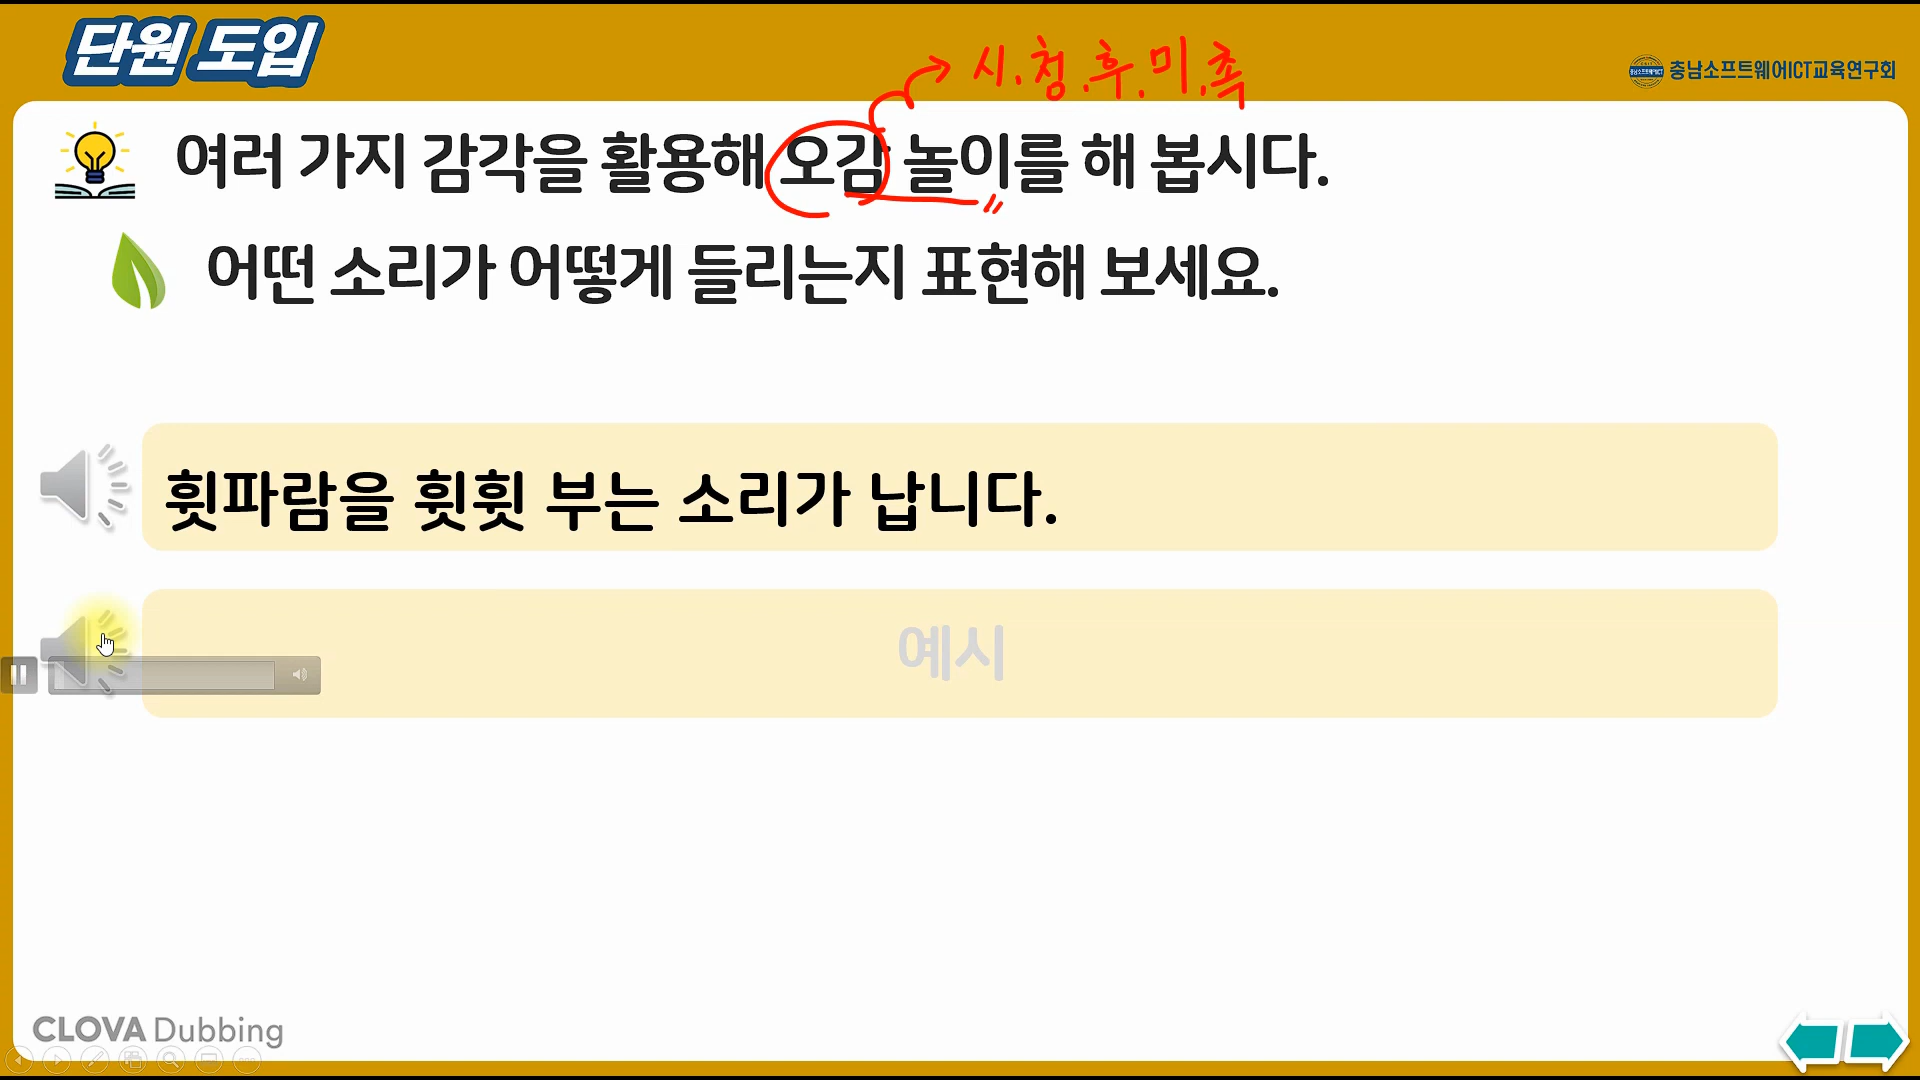 단원 도입
시.청.후.미.촉
충남소프트웨어ICT교육연구회
여러 가지 감각을 활용해 오감 놀이를 해 봅시다.
어떤 소리가 어떻게 들리는지 표현해 보세요.
휫파람을 휫휫 부는 소리가 납니다.
예시
CLOVA Dubbing